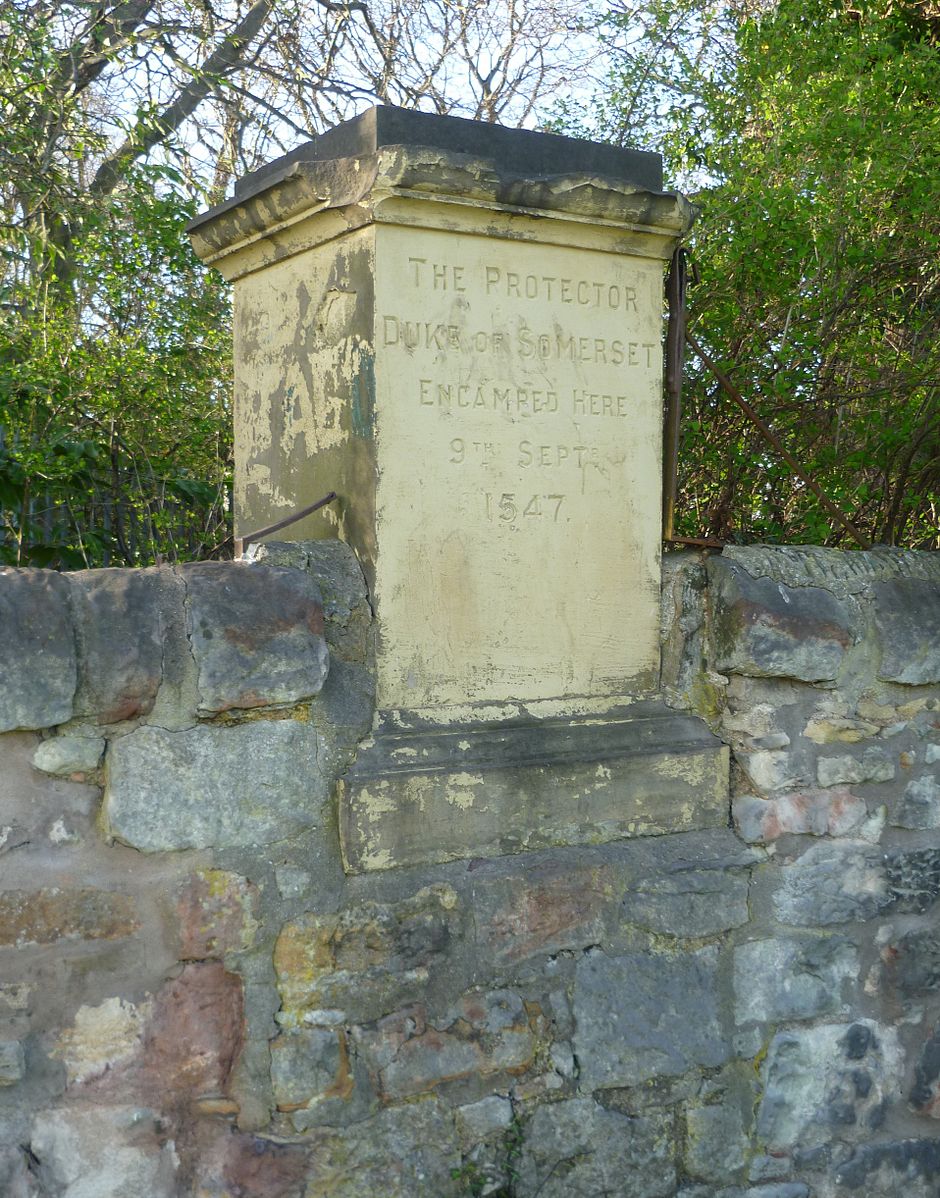 THE PROTECTOR
DUKE OF SOMERSET
ENCAMPED HERE
9TH SEPTR
1547.